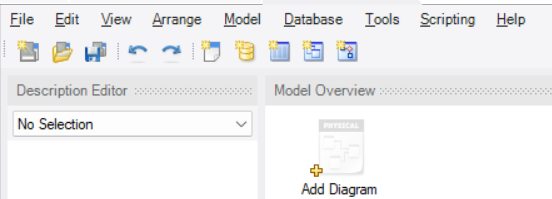 File Edit View Arrange Model Database Tools Scripting Help
Description Editor
Model Overview
No Selection
PHYSICAL
Add Diagram